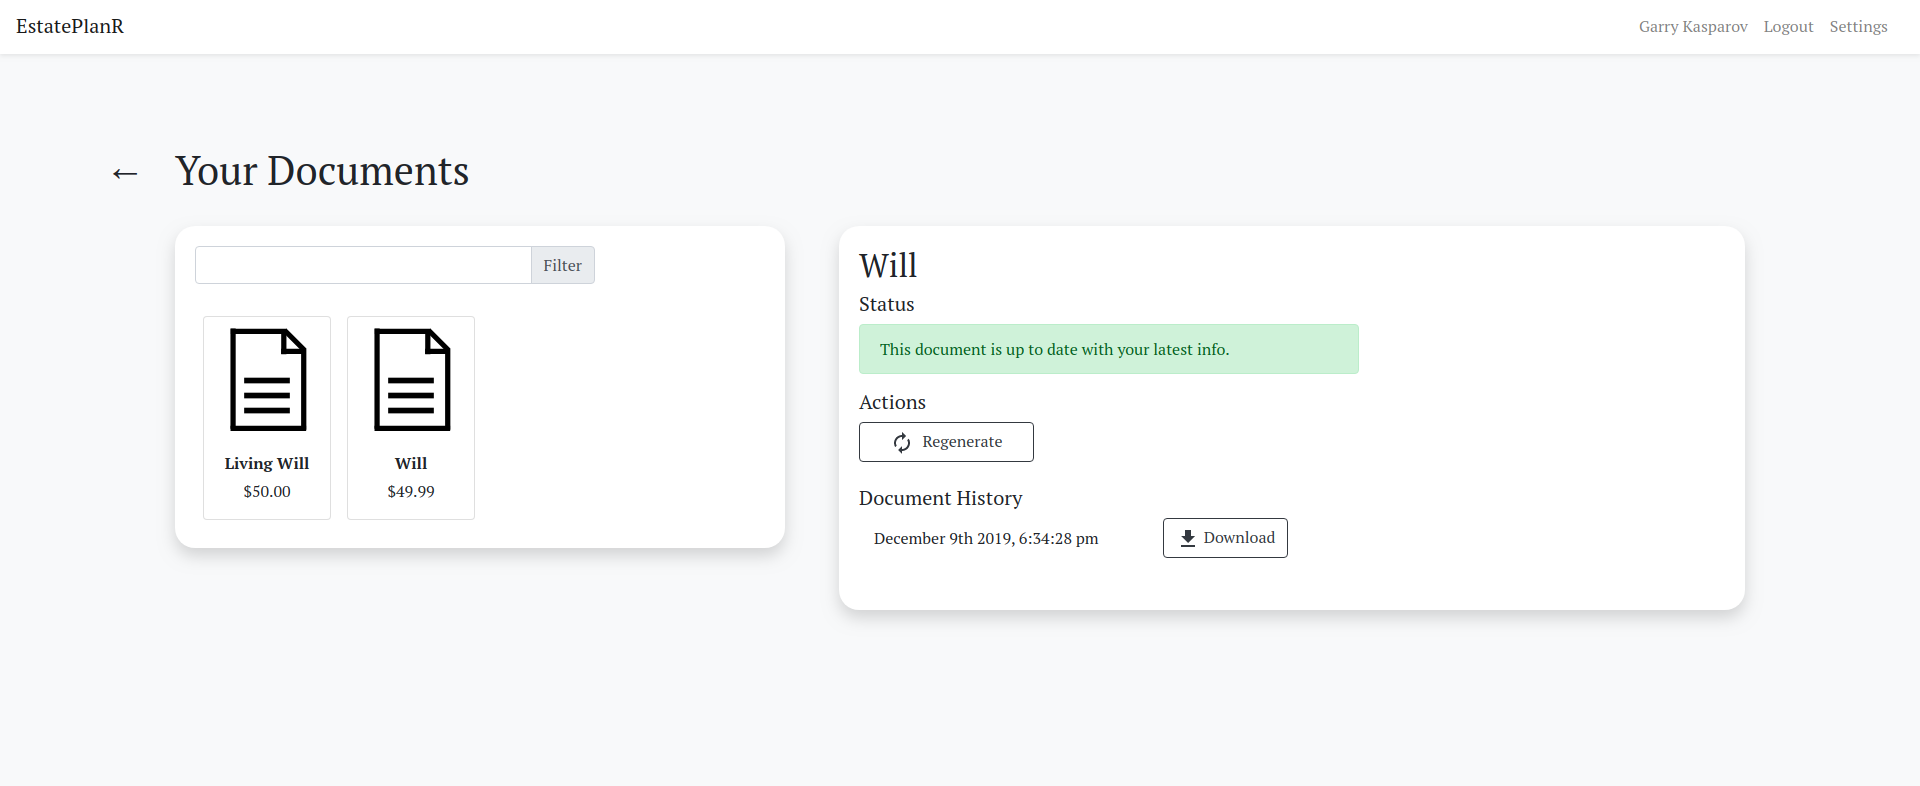 EstatePlanR
Garry Kasparov Logout Settings
← Your Documents
Filter
Living Will
$50.00
Will
$49.99
Will
Status
This document is up to date with your latest info.
Actions
Regenerate
Document History
December 9th 2019, 6:34:28 pm
Download